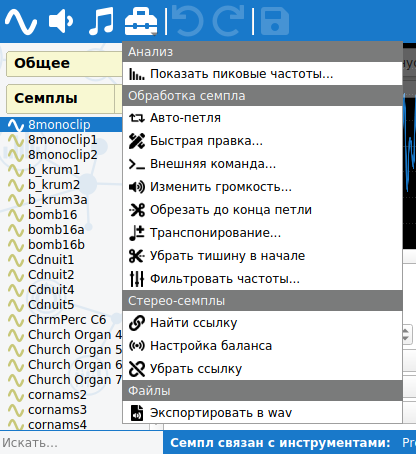 Анализ
Показать пиковые частоты...
Обработка семпла
Авто-петля
Быстрая правка...
Внешняя команда...
Изменить громкость...
Обрезать до конца петли
Транспонирование...
Убрать тишину в начале
Фильтровать частоты...
Стерео-семплы
Найти ссылку
Настройка баланса
Убрать ссылку
Файлы
Экспортировать в wav
Общее
Семплы
8monoclip
8monoclip1
8monoclip2
b_krum1
b_krum2
b_krum3a
bomb16
bomb16a
bomb16b
Cdnuit1
Cdnuit2
Cdnuit4
Cdnuit5
ChrmPerc C6
Church Organ 4
Church Organ 5
Church Organ 6
Church Organ 7
cornams2
cornams3
cornams4
Искать...
Семпл связан с инструментами: